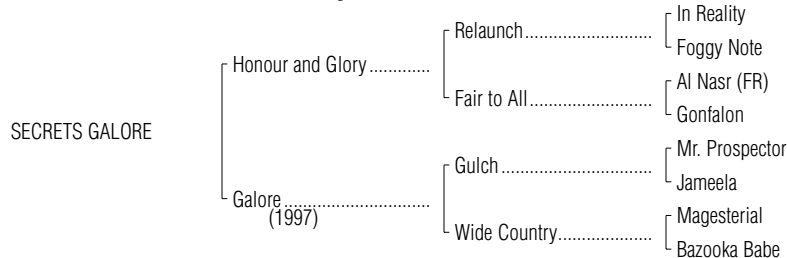 In Reality
Relaunch..............................
Foggy Note
Honour and Glory .............
Al Nasr (FR)
Fair to All.............................
Gonfalon
SECRETS GALORE
Mr. Prospector
Gulch ...................................
Jameela
Galore ..................................
(1997)
Magesterial
Wide Country......................
Bazooka Babe